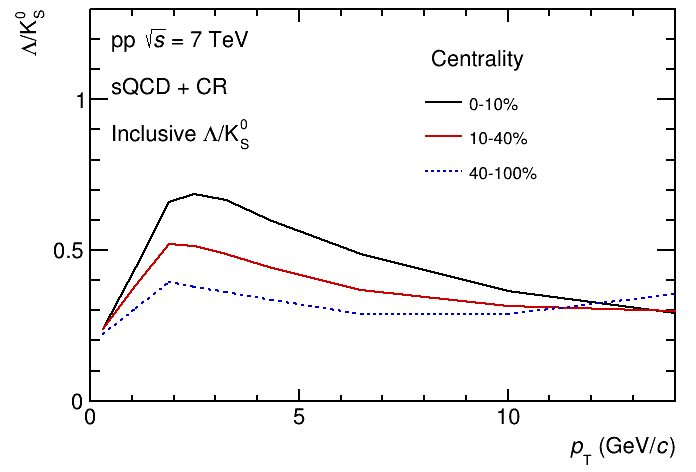 Λ/K⁰_S
pp √s = 7 TeV
sQCD + CR
Inclusive Λ/K⁰_S
Centrality
0-10%
10-40%
40-100%
1
0.5
0
0 5 10
p_T (GeV/c)